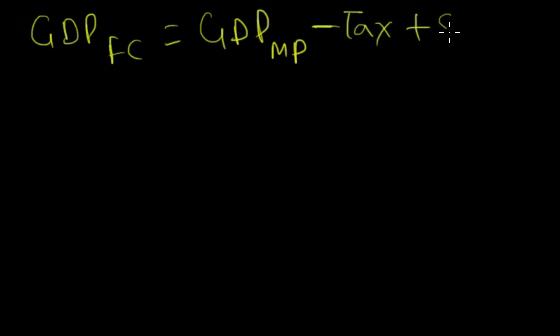 GDP FC = GDP MP - Tax + S